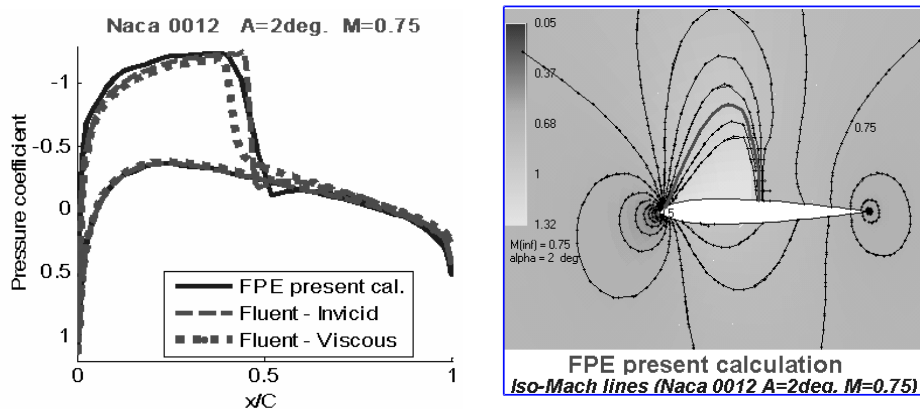 Naca 0012 A=2deg. M=0.75
Pressure coefficient
-1
-0.5
0
0.5
1
FPE present cal.
Fluent - Invicid
Fluent - Viscous
0
0.5
1
x/C
0.05
0.37
0.68
1
1.32
M(inf) = 0.75
alpha = 2 deg
0.75
FPE present calculation
Iso-Mach lines (Naca 0012 A=2deg. M=0.75)